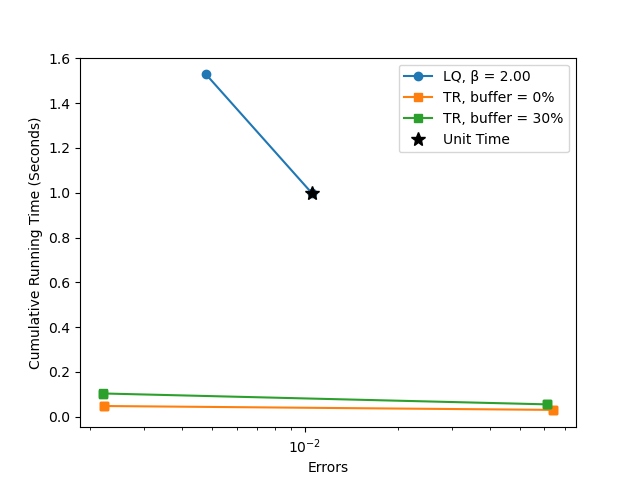 1.6
1.4
1.2
1.0
0.8
0.6
0.4
0.2
0.0
Cumulative Running Time (Seconds)
LQ, β = 2.00
TR, buffer = 0%
TR, buffer = 30%
Unit Time
10⁻²
Errors